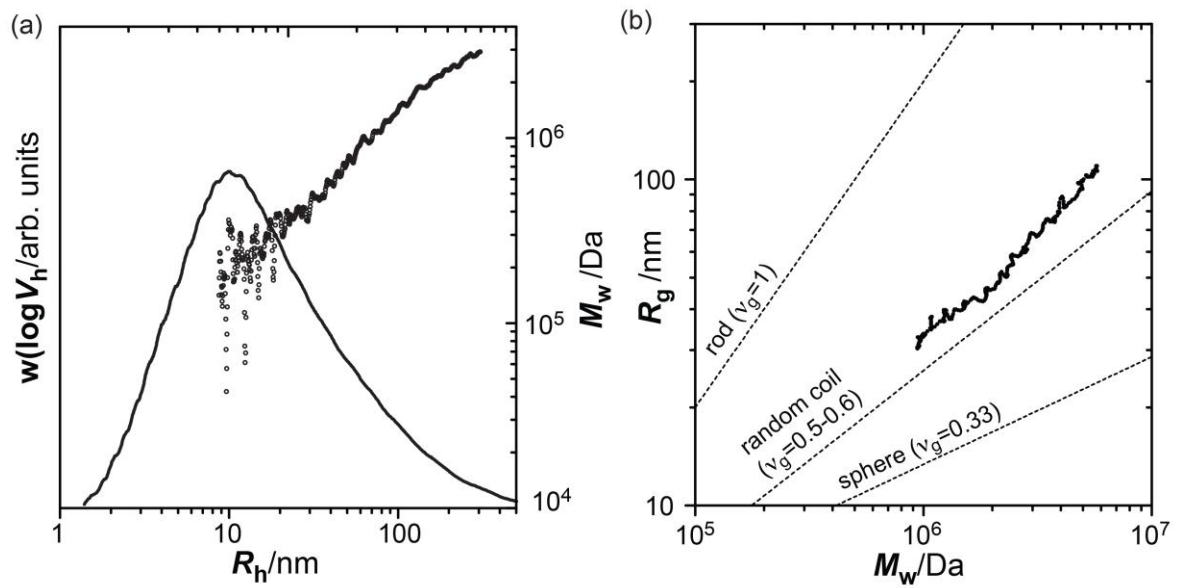 (a)
w(logVh/arb. units
10⁶
10⁵
10⁴
Mw/Da
1
10
100
Rh/nm
(b)
100
10
Rg /nm
rod (νg=1)
random coil
(νg=0.5-0.6)
sphere (νg=0.33)
10⁵
10⁶
10⁷
Mw/Da